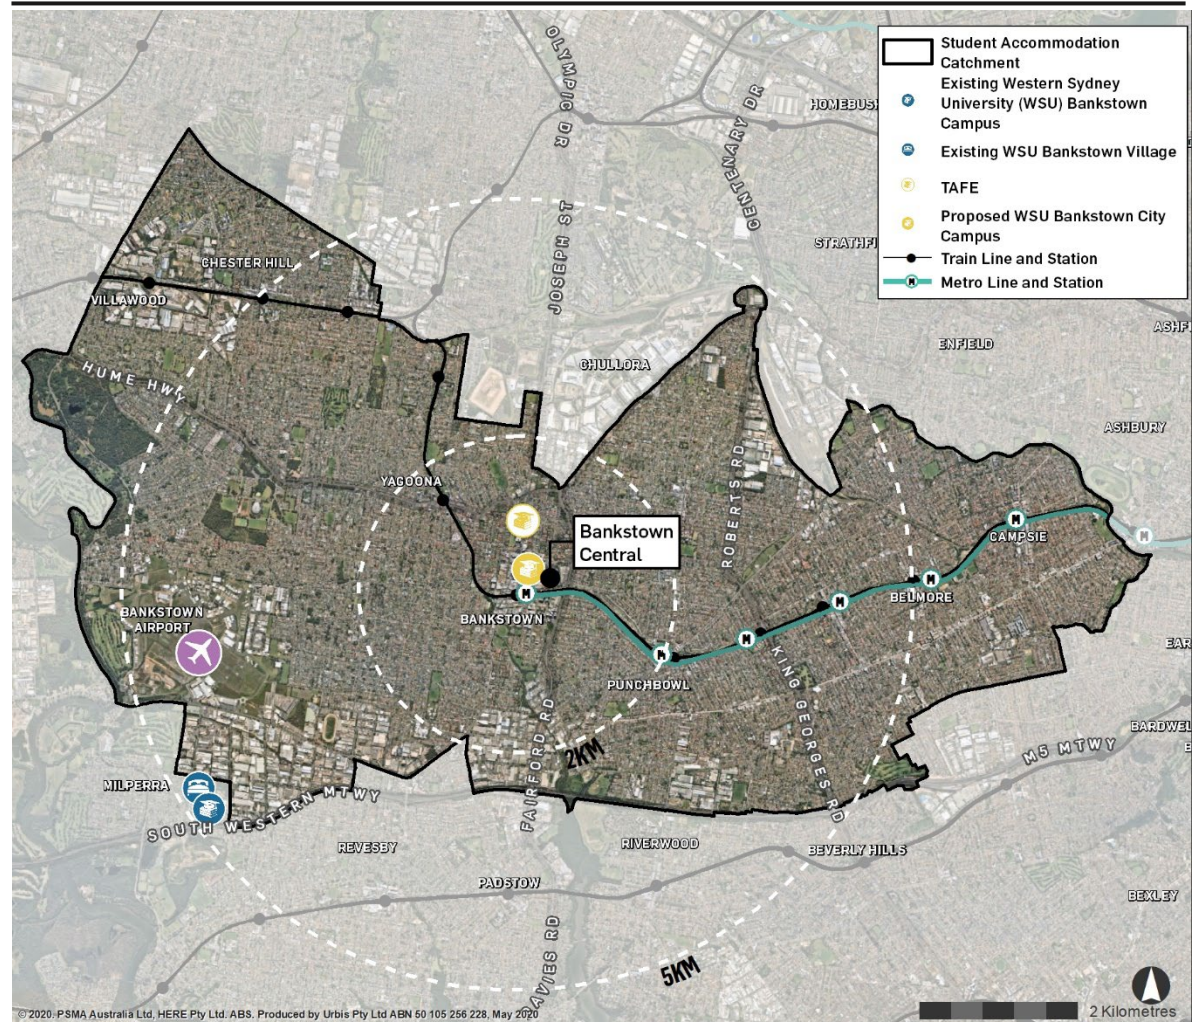 Student Accommodation
Catchment
Existing Western Sydney
University (WSU) Bankstown
Campus
Existing WSU Bankstown Village
TAFE
Proposed WSU Bankstown City
Campus
Train Line and Station
Metro Line and Station
OLYMPIC DR
CENTENARY DR
HOMEBUSH
JOSEPH ST
STRATHFI
CHESTER HILL
VILLAWOOD
ASHF
ENFIELD
CHULLORA
HUME HWY
ASHBURY
ROBERTS RD
YAGOONA
Bankstown
Central
M
CAMPSIE
M
M
BELMORE
M
M
BANKSTOWN
BANKSTOWN
AIRPORT
M
M
PUNCHBOWL
EAR
KING GEORGES RD
BARDWEL
M5 MTWY
FAIRFORD RD
2KM
MILPERRA
SOUTH WESTERN MTWY
REVESBY
RIVERWOOD
BEVERLY HILLS
PADSTOW
BEXLEY
DAVIES RD
5KM
2 Kilometres
© 2020. PSMA Australia Ltd, HERE Pty Ltd. ABS. Produced by Urbis Pty Ltd ABN 50 105 256 228, May 2020